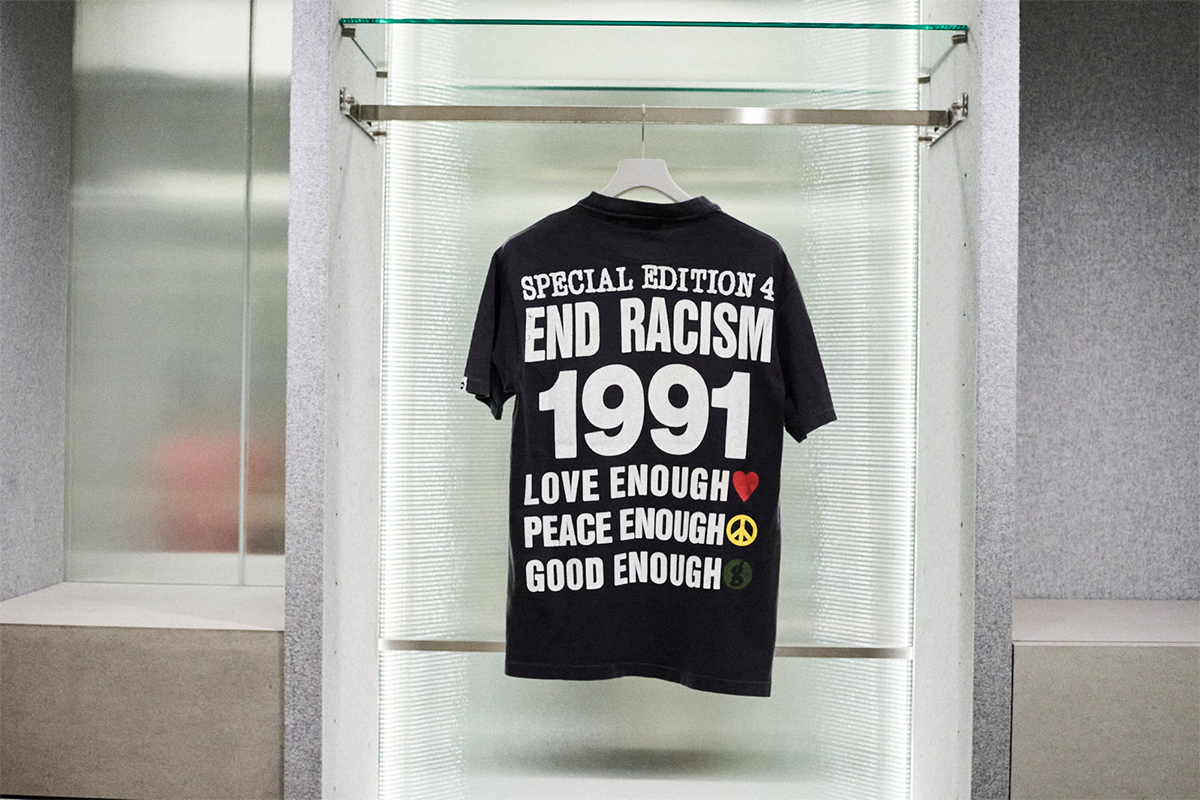 SPECIAL EDITION 4
END RACISM
1991
LOVE ENOUGH
PEACE ENOUGH
GOOD ENOUGH g